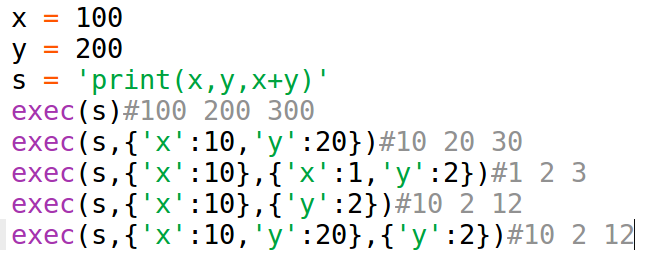 x = 100
y = 200
s = 'print(x,y,x+y)'
exec(s)#100 200 300
exec(s,{'x':10,'y':20})#10 20 30
exec(s,{'x':10},{'x':1,'y':2})#1 2 3
exec(s,{'x':10},{'y':2})#10 2 12
exec(s,{'x':10,'y':20},{'y':2})#10 2 12